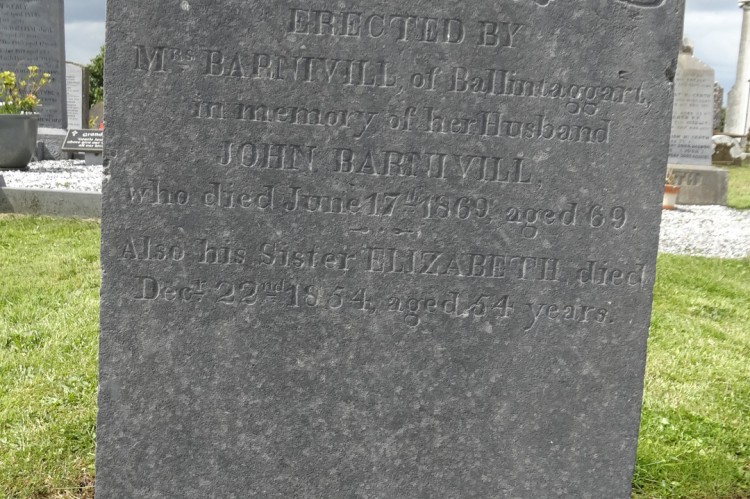 ERECTED BY
Mrs BARNIVILL, of Ballintaggart,
in memory of her Husband
JOHN BARNIVILL,
who died June 17th 1869, aged 69.
Also his Sister ELIZABETH, died
Decr 22nd 1854, aged 54 years.